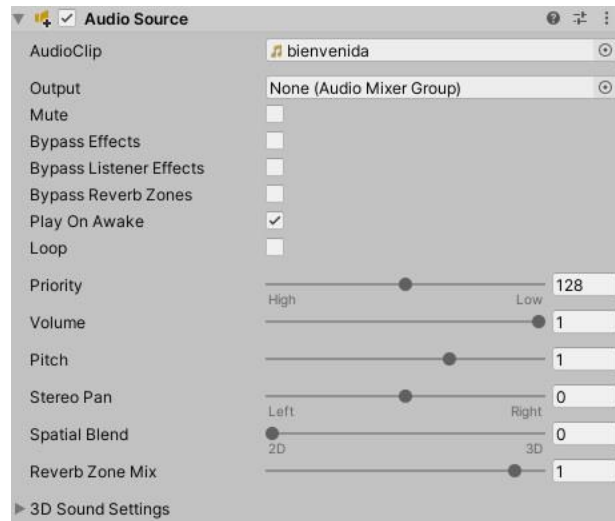 Audio Source
AudioClip bienvenida
Output None (Audio Mixer Group)
Mute
Bypass Effects
Bypass Listener Effects
Bypass Reverb Zones
Play On Awake
Loop
Priority 128
High Low
Volume 1
Pitch 1
Stereo Pan 0
Left Right
Spatial Blend 0
2D 3D
Reverb Zone Mix 1
3D Sound Settings